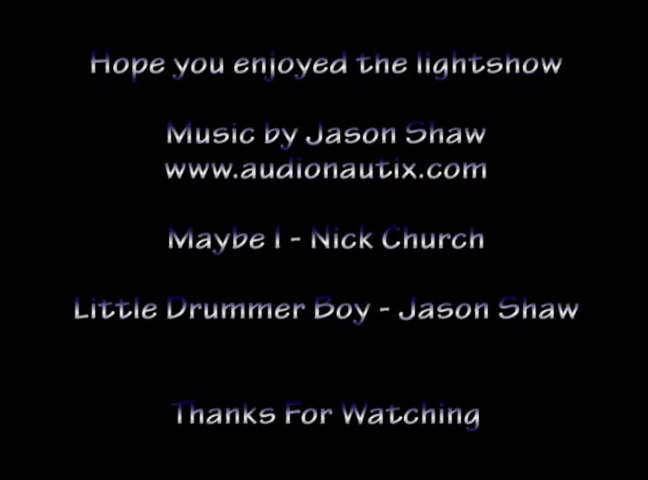 Hope you enjoyed the lightshow
Music by Jason Shaw
www.audionautix.com
Maybe I - Nick Church
Little Drummer Boy - Jason Shaw
Thanks For Watching